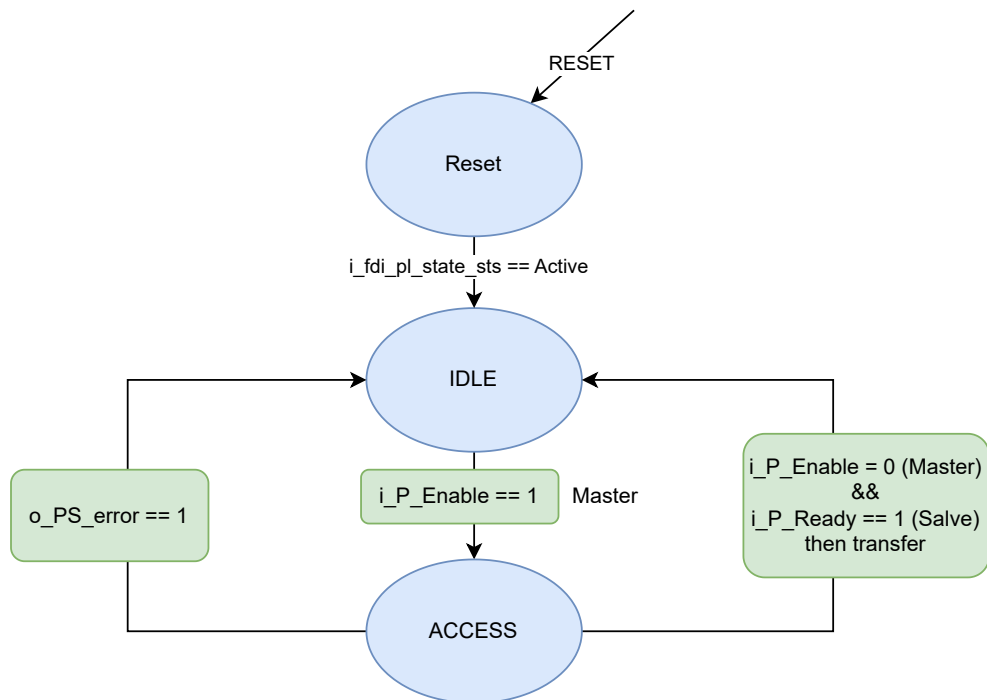 RESET
Reset
i_fdi_pl_state_sts == Active
IDLE
o_PS_error == 1
i_P_Enable == 1
Master
i_P_Enable = 0 (Master)
&&
i_P_Ready == 1 (Salve)
then transfer
ACCESS